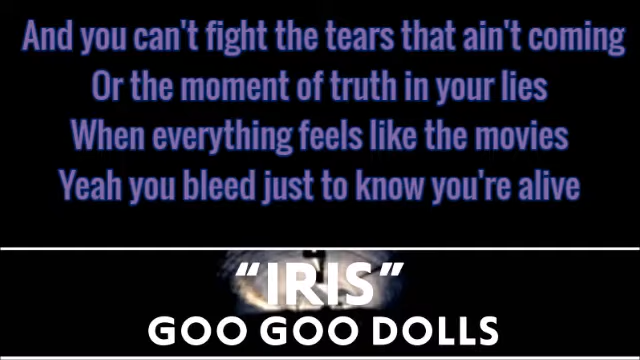 And you can't fight the tears that ain't coming
Or the moment of truth in your lies
When everything feels like the movies
Yeah you bleed just to know you're alive
“IRIS”
GOO GOO DOLLS